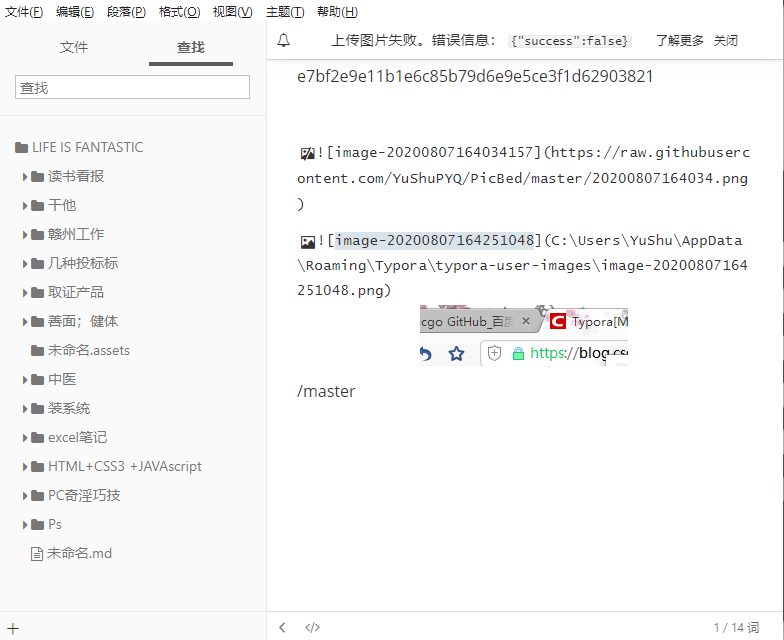 文件(F) 编辑(E) 段落(P) 格式(O) 视图(V) 主题(T) 帮助(H)
文件 查找
上传图片失败。错误信息： {"success":false} 了解更多 关闭
查找
LIFE IS FANTASTIC
读书看报
干他
赣州工作
几种投标标
取证产品
善面；健体
未命名.assets
中医
装系统
excel笔记
HTML+CSS3 +JAVAscript
PC奇淫巧技
Ps
未命名.md
e7bf2e9e11b1e6c85b79d6e9e5ce3f1d62903821
![image-20200807164034157](https://raw.githubuserc
ontent.com/YuShuPYQ/PicBed/master/20200807164034.png
)
![image-20200807164251048](C:\Users\YuShu\AppData
\Roaming\Typora\typora-user-images\image-20200807164
251048.png)
cgo GitHub_百度 × Typora[M
https://blog.cs
/master
1 / 14 词